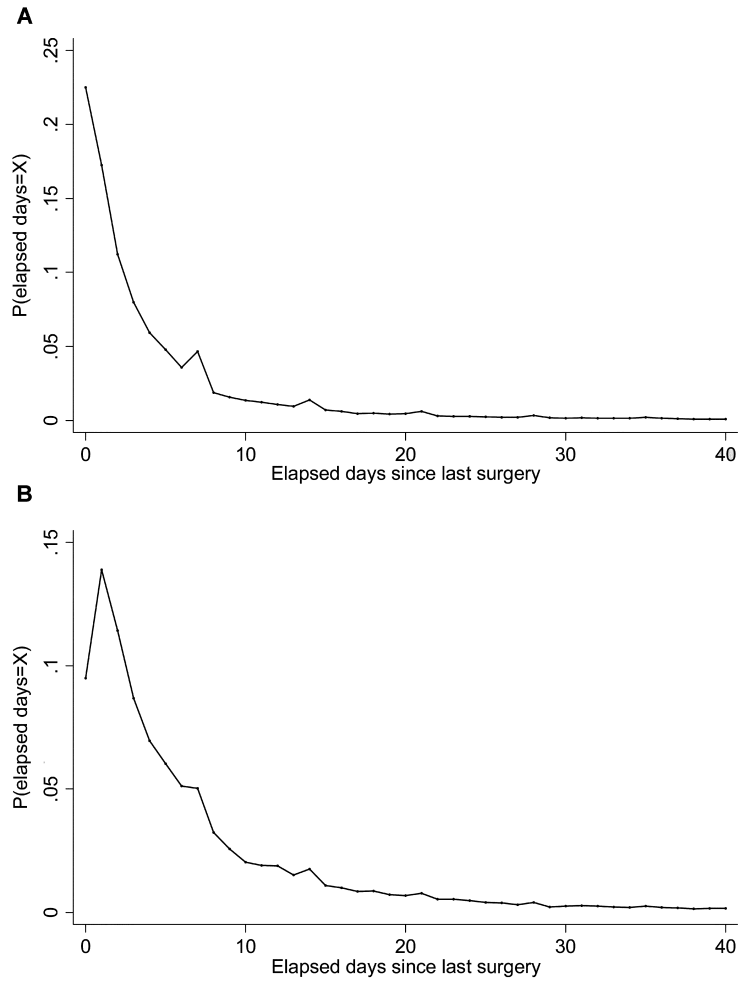 A
P(elapsed days=X)
.25
.2
.15
.1
.05
0
0 10 20 30 40
Elapsed days since last surgery
B
P(elapsed days=X)
.15
.1
.05
0
0 10 20 30 40
Elapsed days since last surgery